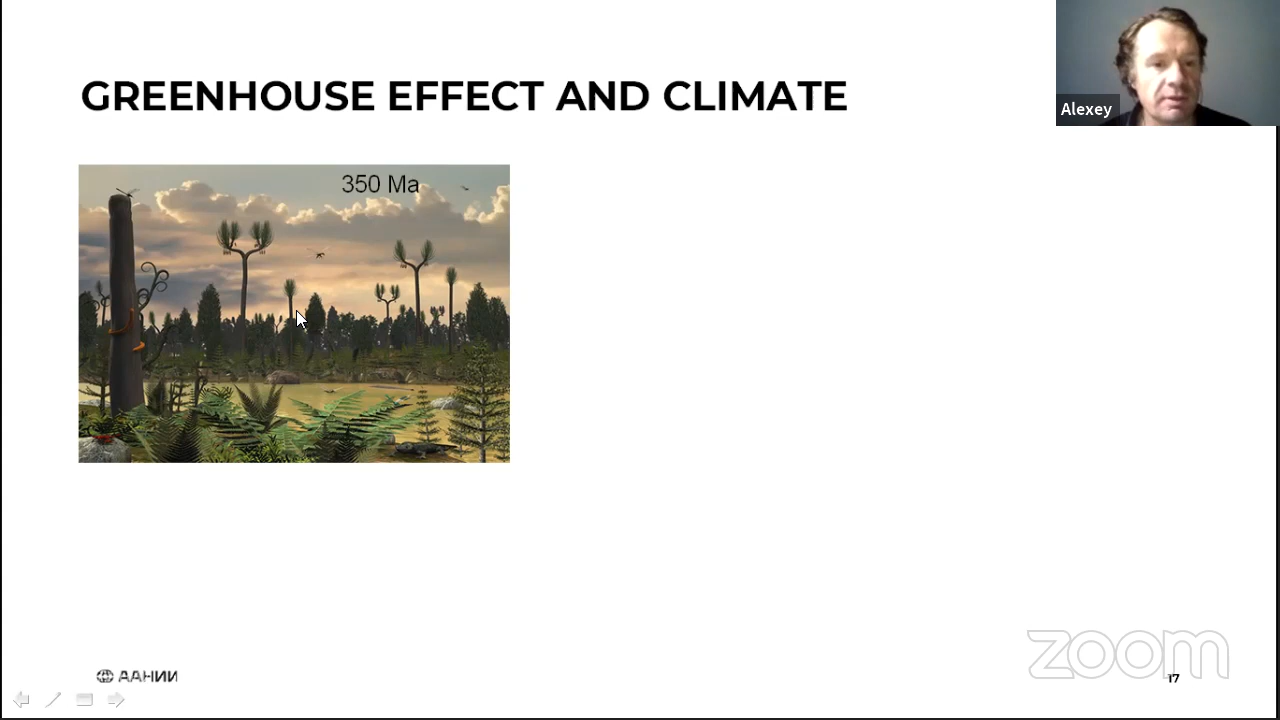 GREENHOUSE EFFECT AND CLIMATE
Alexey
350 Ma
ААНИИ
zoom
17